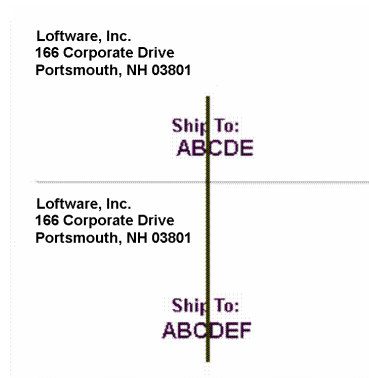 Loftware, Inc.
166 Corporate Drive
Portsmouth, NH 03801
Ship To:
ABCDE
Loftware, Inc.
166 Corporate Drive
Portsmouth, NH 03801
Ship To:
ABCDEF